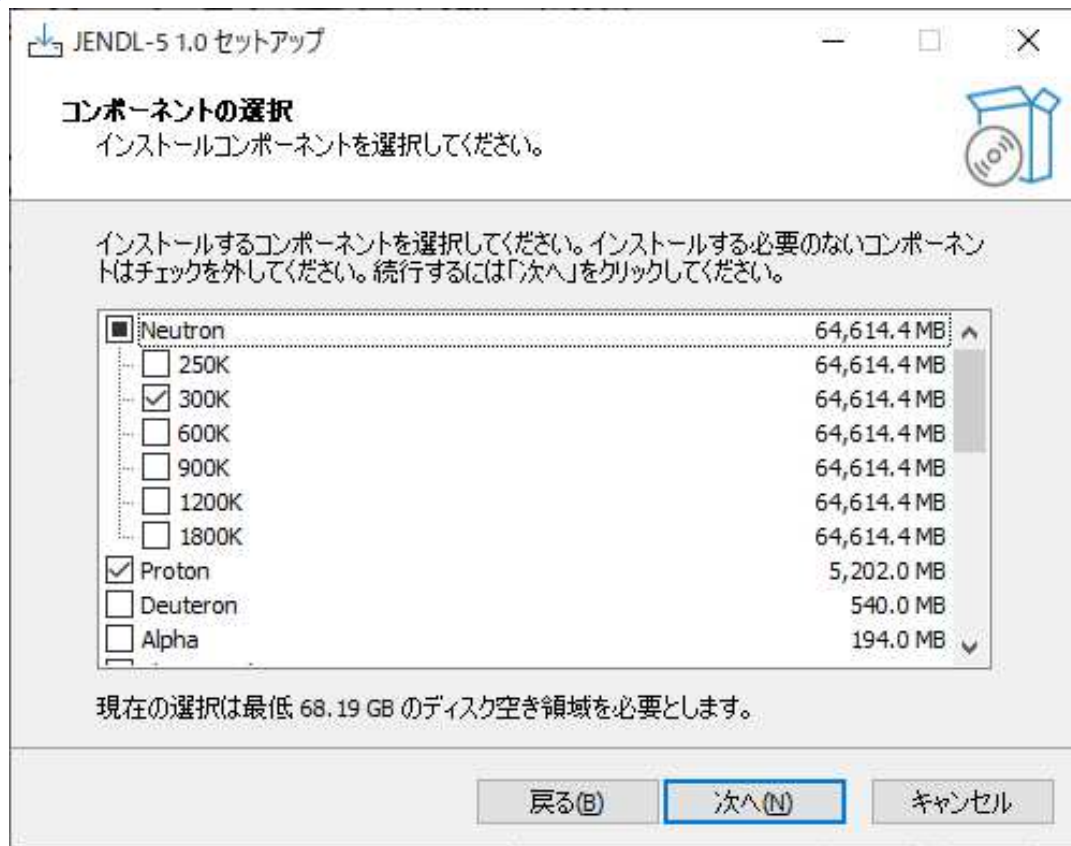 JENDL-5 1.0 セットアップ
コンポーネントの選択
インストールコンポーネントを選択してください。
インストールするコンポーネントを選択してください。インストールする必要のないコンポーネン
トはチェックを外してください。続行するには「次へ」をクリックしてください。
Neutron 64,614.4 MB
250K 64,614.4 MB
300K 64,614.4 MB
600K 64,614.4 MB
900K 64,614.4 MB
1200K 64,614.4 MB
1800K 64,614.4 MB
Proton 5,202.0 MB
Deuteron 540.0 MB
Alpha 194.0 MB
現在の選択は最低 68.19 GB のディスク空き領域を必要とします。
戻る(B) 次へ(N) キャンセル